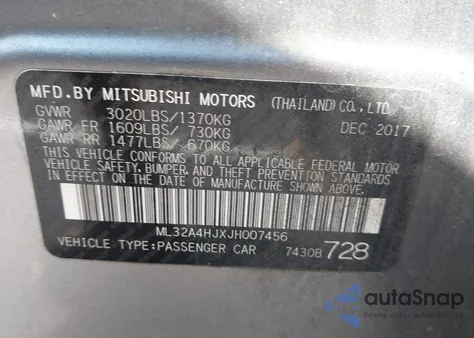 MFD.BY MITSUBISHI MOTORS (THAILAND) CO., LTD.
GVWR 3020LBS/1370KG DEC 2017
GAWR FR 1609LBS/ 730KG
GAWR RR 1477LBS/ 670KG
THIS VEHICLE CONFORMS TO ALL APPLICABLE FEDERAL MOTOR
VEHICLE SAFETY, BUMPER, AND THEFT PREVENTION STANDARDS
IN EFFECT ON THE DATE OF MANUFACTURE SHOWN ABOVE.
ML32A4HJXJH007456
VEHICLE TYPE:PASSENGER CAR 7430B 728
autoSnap
POWERED BY